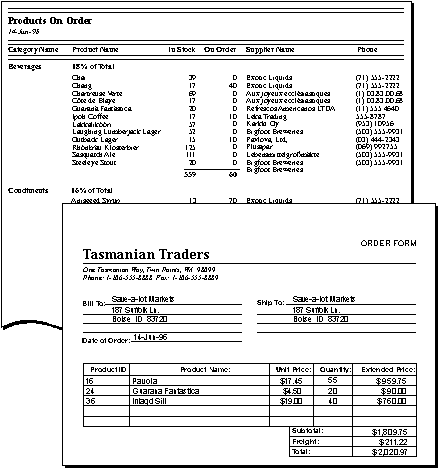 Products On Order
14-Jun-96
Category Name Product Name In Stock On Order Supplier Name Phone
Beverages 18% of Total
Chai 39 0 Exotic Liquids (71) 555-2222
Chang 17 40 Exotic Liquids (71) 555-2222
Chartreuse Verte 69 0 Aux joyeux ecclésiastiques (1) 03.83.00.68
Côte de Blaye 17 0 Aux joyeux ecclésiastiques (1) 03.83.00.68
Guaraná Fantástica 20 0 Refrescos Americanos LTDA (11) 555 4640
Ipoh Coffee 17 10 Leka Trading 555-8787
Lakkalikööri 57 0 Karkki Oy (953) 10956
Laughing Lumberjack Lager 52 0 Bigfoot Breweries (503) 555-9931
Outback Lager 15 10 Pavlova, Ltd. (03) 444-2343
Rhönbräu Klosterbier 125 0 Plutzer (069) 992755
Sasquatch Ale 111 0 Lebensmittelgroßmärkte (503) 555-9931
Steeleye Stout 20 0 Bigfoot Breweries (503) 555-9931
Bigfoot Breweries
559 60
Condiments 16% of Total
Aniseed Syrup 13 70 Exotic Liquids (71) 555-2222
ORDER FORM
Tasmanian Traders
One Tasmanian Way, Twin Points, PM 98099
Phone: 1-206-555-8888 Fax: 1-206-555-8889
Bill To: Save-a-lot Markets Ship To: Save-a-lot Markets
187 Suffolk Ln. 187 Suffolk Ln.
Boise ID 83720 Boise ID 83720
Date of Order: 14-Jun-96
Product ID Product Name: Unit Price: Quantity: Extended Price:
16 Pavlova $17.45 55 $959.75
24 Guaraná Fantástica $4.50 20 $90.00
36 Inlagd Sill $19.00 40 $760.00
Subtotal: $1,809.75
Freight: $211.22
Total: $2,020.97